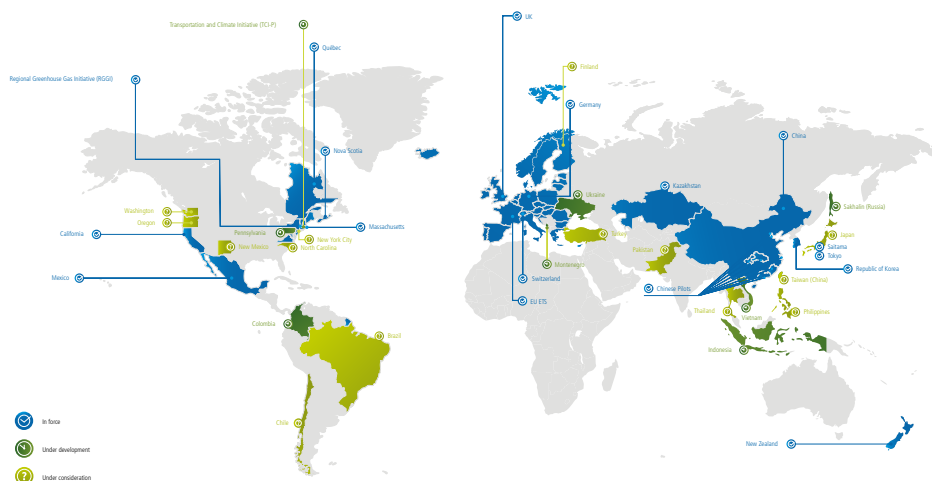 Transportation and Climate Initiative (TCI-P)
UK
Québec
Regional Greenhouse Gas Initiative (RGGI)
Finland
Germany
China
Nova Scotia
Kazakhstan
Ukraine
Sakhalin (Russia)
Washington
Oregon
California
Pennsylvania
Massachusetts
New York City
North Carolina
New Mexico
Turkey
Pakistan
Japan
Saitama
Tokyo
Republic of Korea
Montenegro
Mexico
Switzerland
Chinese Pilots
Taiwan (China)
EU ETS
Thailand
Vietnam
Philippines
Colombia
Brazil
Indonesia
Chile
New Zealand
In force
Under development
Under consideration